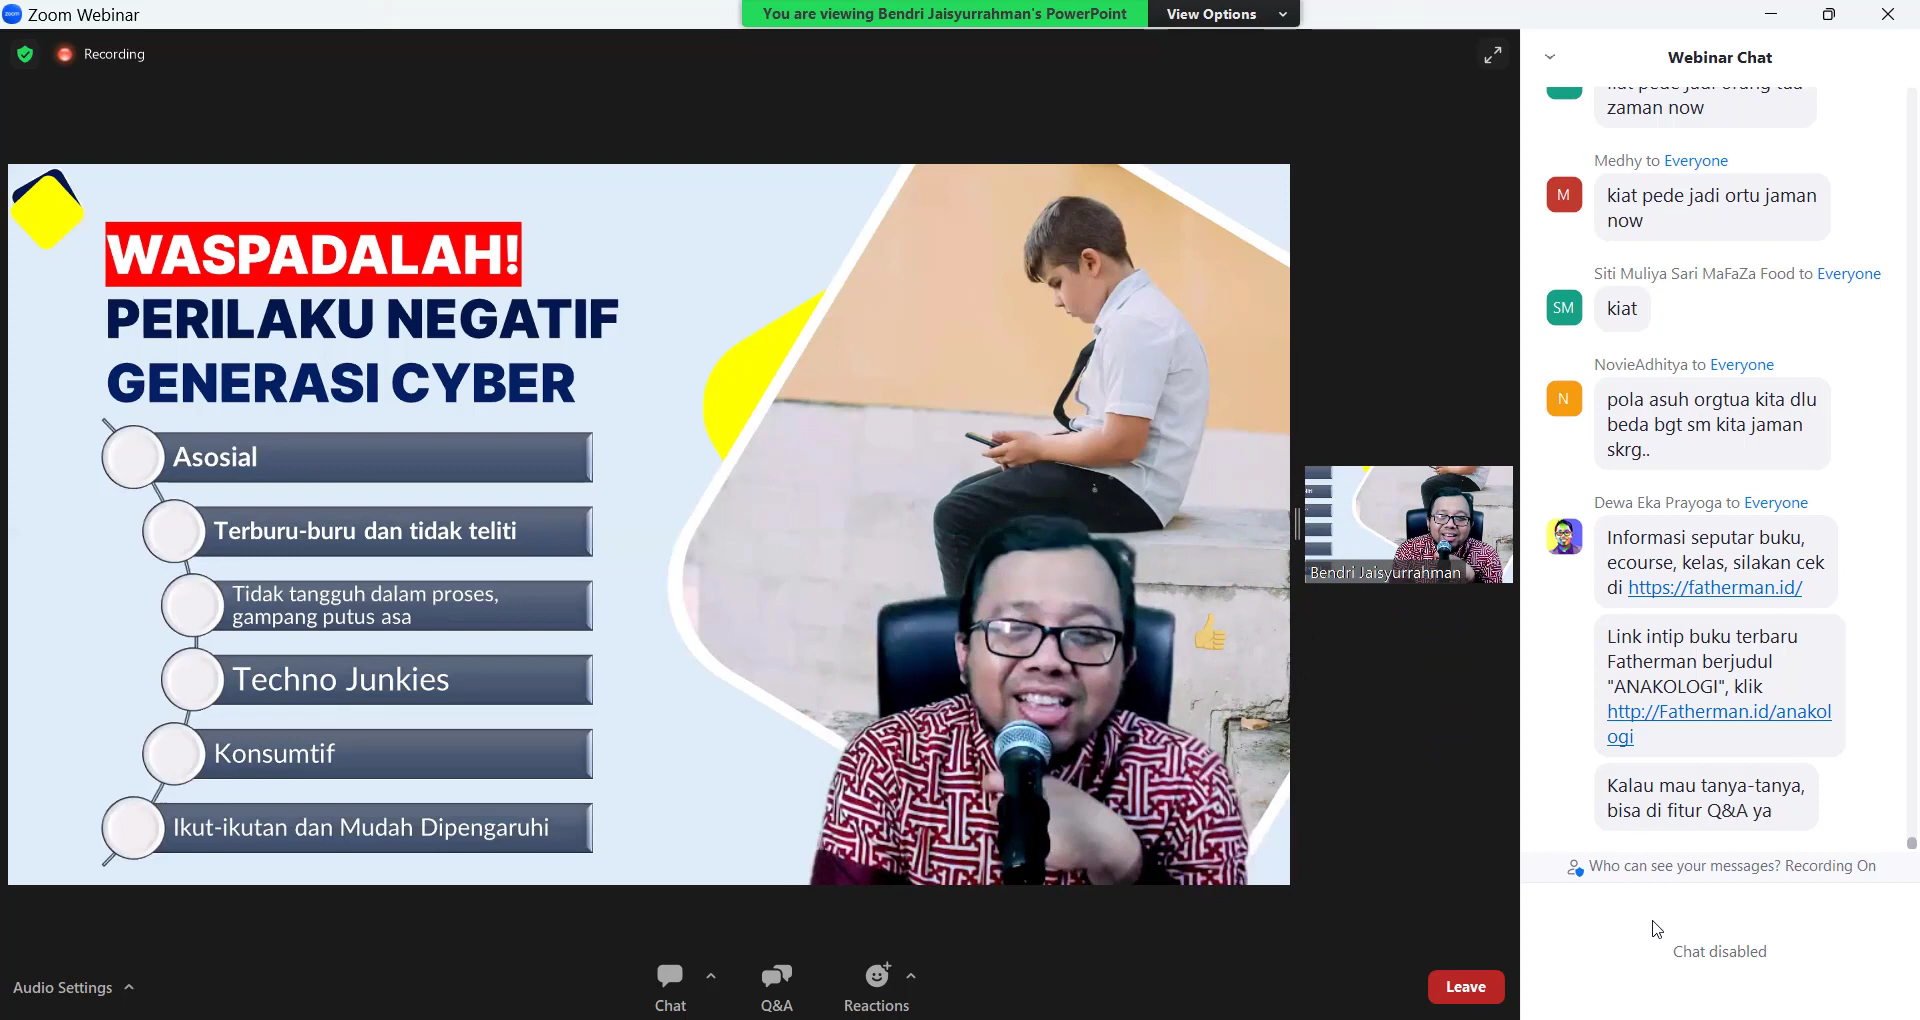 zoom
Zoom Webinar
You are viewing Bendri Jaisyurrahman's PowerPoint
View Options
Recording
WASPADALAH!
PERILAKU NEGATIF
GENERASI CYBER
Asosial
Terburu-buru dan tidak teliti
Tidak tangguh dalam proses,
gampang putus asa
Techno Junkies
Konsumtif
Ikut-ikutan dan Mudah Dipengaruhi
Bendri Jaisyurrahman
Webinar Chat
zaman now
Medhy to Everyone
M
kiat pede jadi ortu jaman
now
Siti Muliya Sari MaFaZa Food to Everyone
SM
kiat
NovieAdhitya to Everyone
N
pola asuh orgtua kita dlu
beda bgt sm kita jaman
skrg..
Dewa Eka Prayoga to Everyone
Informasi seputar buku,
ecourse, kelas, silakan cek
di https://fatherman.id/
Link intip buku terbaru
Fatherman berjudul
"ANAKOLOGI", klik
http://Fatherman.id/anakol
ogi
Kalau mau tanya-tanya,
bisa di fitur Q&A ya
Who can see your messages? Recording On
Chat disabled
Audio Settings
Chat
Q&A
Reactions
Leave